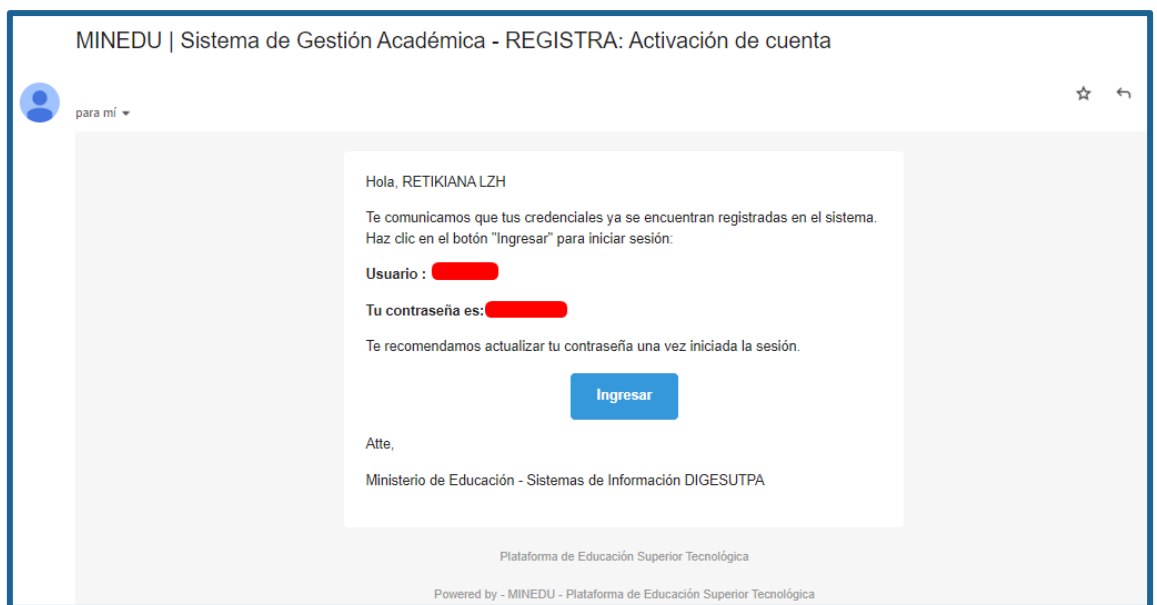 MINEDU | Sistema de Gestión Académica - REGISTRA: Activación de cuenta
para mí
Hola, RETIKIANA LZH
Te comunicamos que tus credenciales ya se encuentran registradas en el sistema.
Haz clic en el botón "Ingresar" para iniciar sesión:
Usuario :
Tu contraseña es:
Te recomendamos actualizar tu contraseña una vez iniciada la sesión.
Ingresar
Atte,
Ministerio de Educación - Sistemas de Información DIGESUTPA
Plataforma de Educación Superior Tecnológica
Powered by - MINEDU - Plataforma de Educación Superior Tecnológica